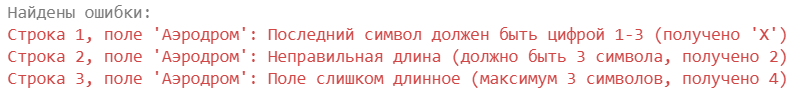 Найдены ошибки:
Строка 1, поле 'Аэродром': Последний символ должен быть цифрой 1-3 (получено 'X')
Строка 2, поле 'Аэродром': Неправильная длина (должно быть 3 символа, получено 2)
Строка 3, поле 'Аэродром': Поле слишком длинное (максимум 3 символов, получено 4)